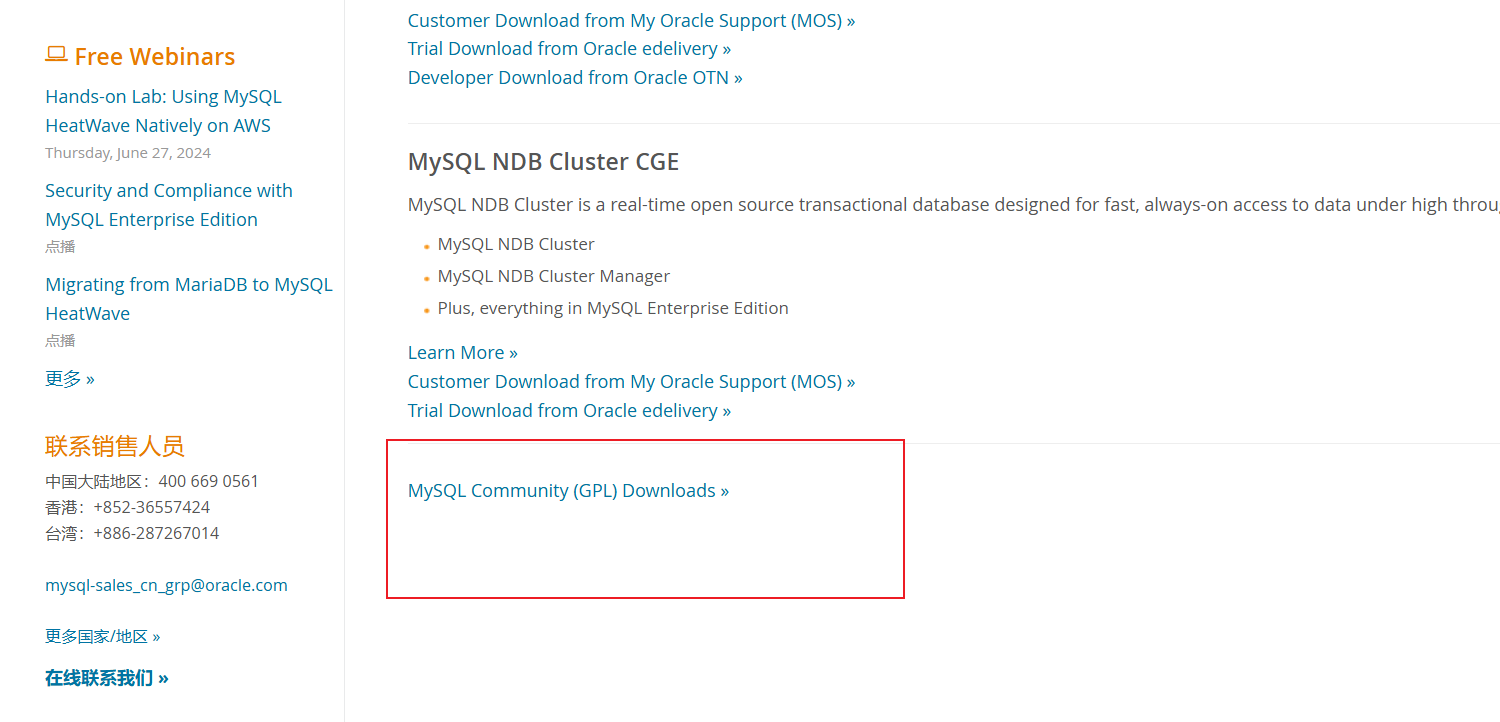 Free Webinars
Hands-on Lab: Using MySQL
HeatWave Natively on AWS
Thursday, June 27, 2024
Security and Compliance with
MySQL Enterprise Edition
点播
Migrating from MariaDB to MySQL
HeatWave
点播
更多 »
联系销售人员
中国大陆地区：400 669 0561
香港：+852-36557424
台湾：+886-287267014
mysql-sales_cn_grp@oracle.com
更多国家/地区 »
在线联系我们 »
Customer Download from My Oracle Support (MOS) »
Trial Download from Oracle edelivery »
Developer Download from Oracle OTN »
MySQL NDB Cluster CGE
MySQL NDB Cluster is a real-time open source transactional database designed for fast, always-on access to data under high throu
MySQL NDB Cluster
MySQL NDB Cluster Manager
Plus, everything in MySQL Enterprise Edition
Learn More »
Customer Download from My Oracle Support (MOS) »
Trial Download from Oracle edelivery »
MySQL Community (GPL) Downloads »